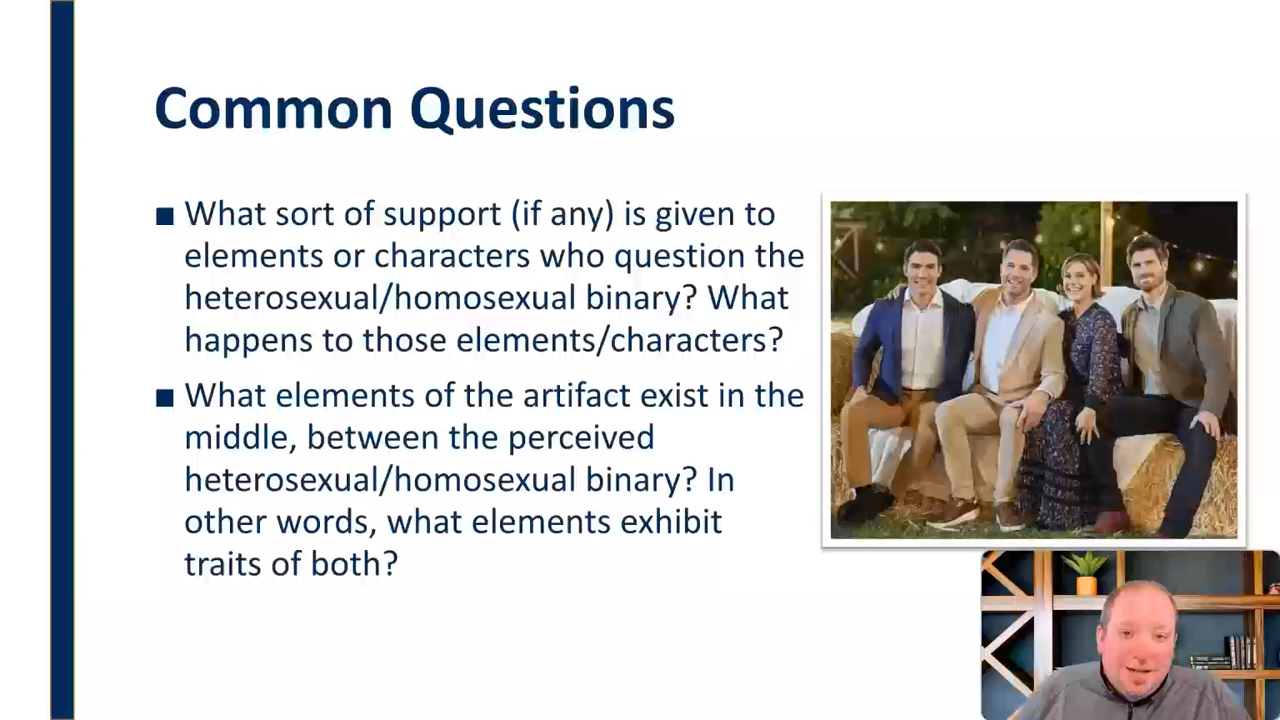 Common Questions
■ What sort of support (if any) is given to
elements or characters who question the
heterosexual/homosexual binary? What
happens to those elements/characters?
■ What elements of the artifact exist in the
middle, between the perceived
heterosexual/homosexual binary? In
other words, what elements exhibit
traits of both?